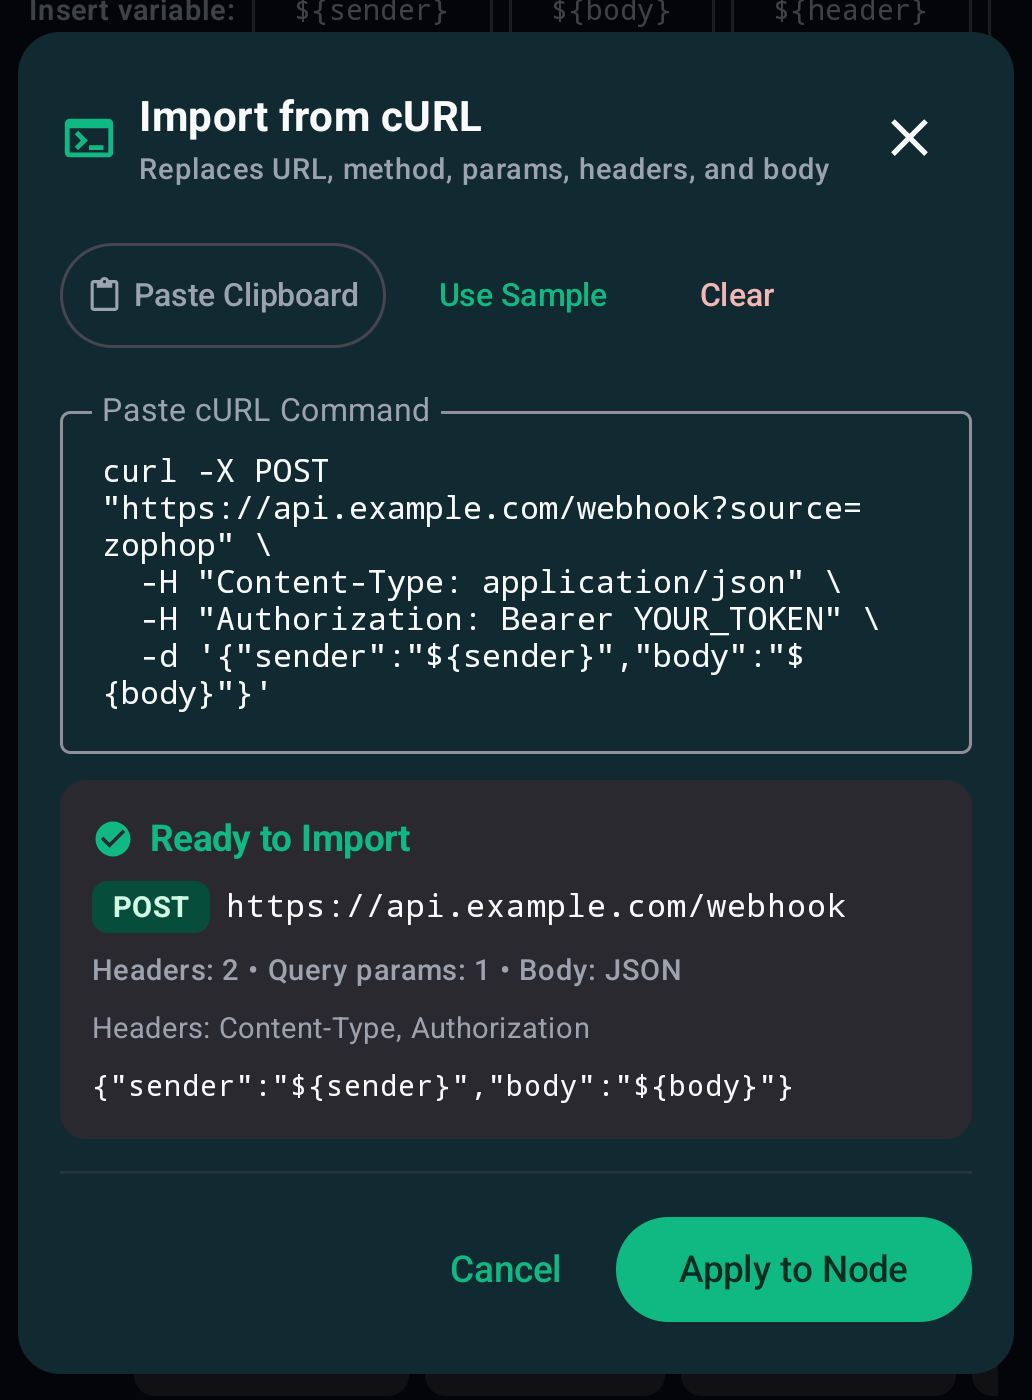 Insert variable: ${sender} ${body} ${header}
Import from cURL
Replaces URL, method, params, headers, and body
Paste Clipboard Use Sample Clear
Paste cURL Command
curl -X POST
"https://api.example.com/webhook?source=
zophop" \
  -H "Content-Type: application/json" \
  -H "Authorization: Bearer YOUR_TOKEN" \
  -d '{"sender":"${sender}","body":"$
{body}"}'
Ready to Import
POST https://api.example.com/webhook
Headers: 2 • Query params: 1 • Body: JSON
Headers: Content-Type, Authorization
{"sender":"${sender}","body":"${body}"}
Cancel Apply to Node